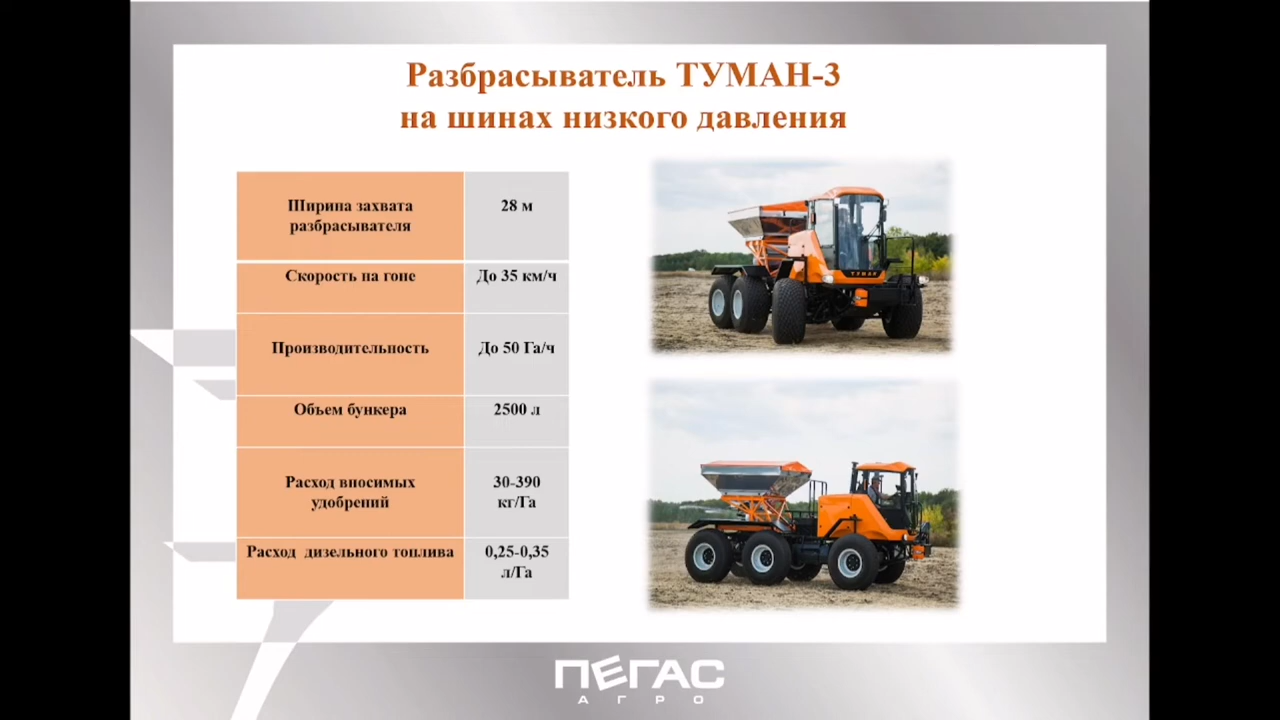 Разбрасыватель ТУМАН-3
на шинах низкого давления
Ширина захвата
разбрасывателя
28 м
Скорость на гоне
До 35 км/ч
Производительность
До 50 Га/ч
Объем бункера
2500 л
Расход вносимых
удобрений
30-390
кг/Га
Расход дизельного топлива
0,25-0,35
л/Га
ТУМАН
ПЕГАС
АГРО